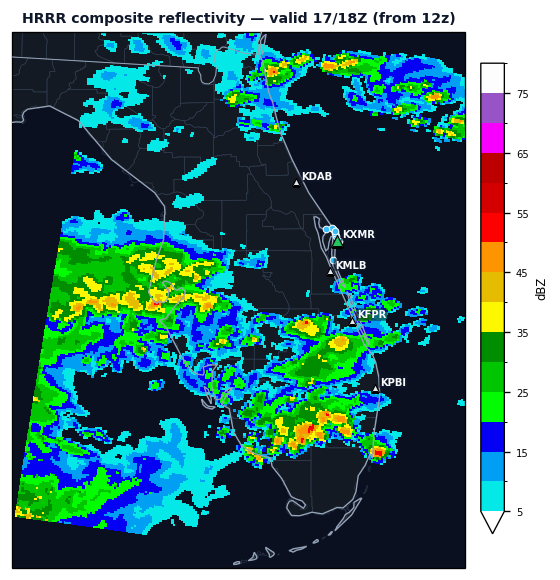 HRRR composite reflectivity — valid 17/18Z (from 12z)
KDAB
KXMR
KMLB
KFPR
KPBI
75
65
55
45
35
25
15
5
dBZ